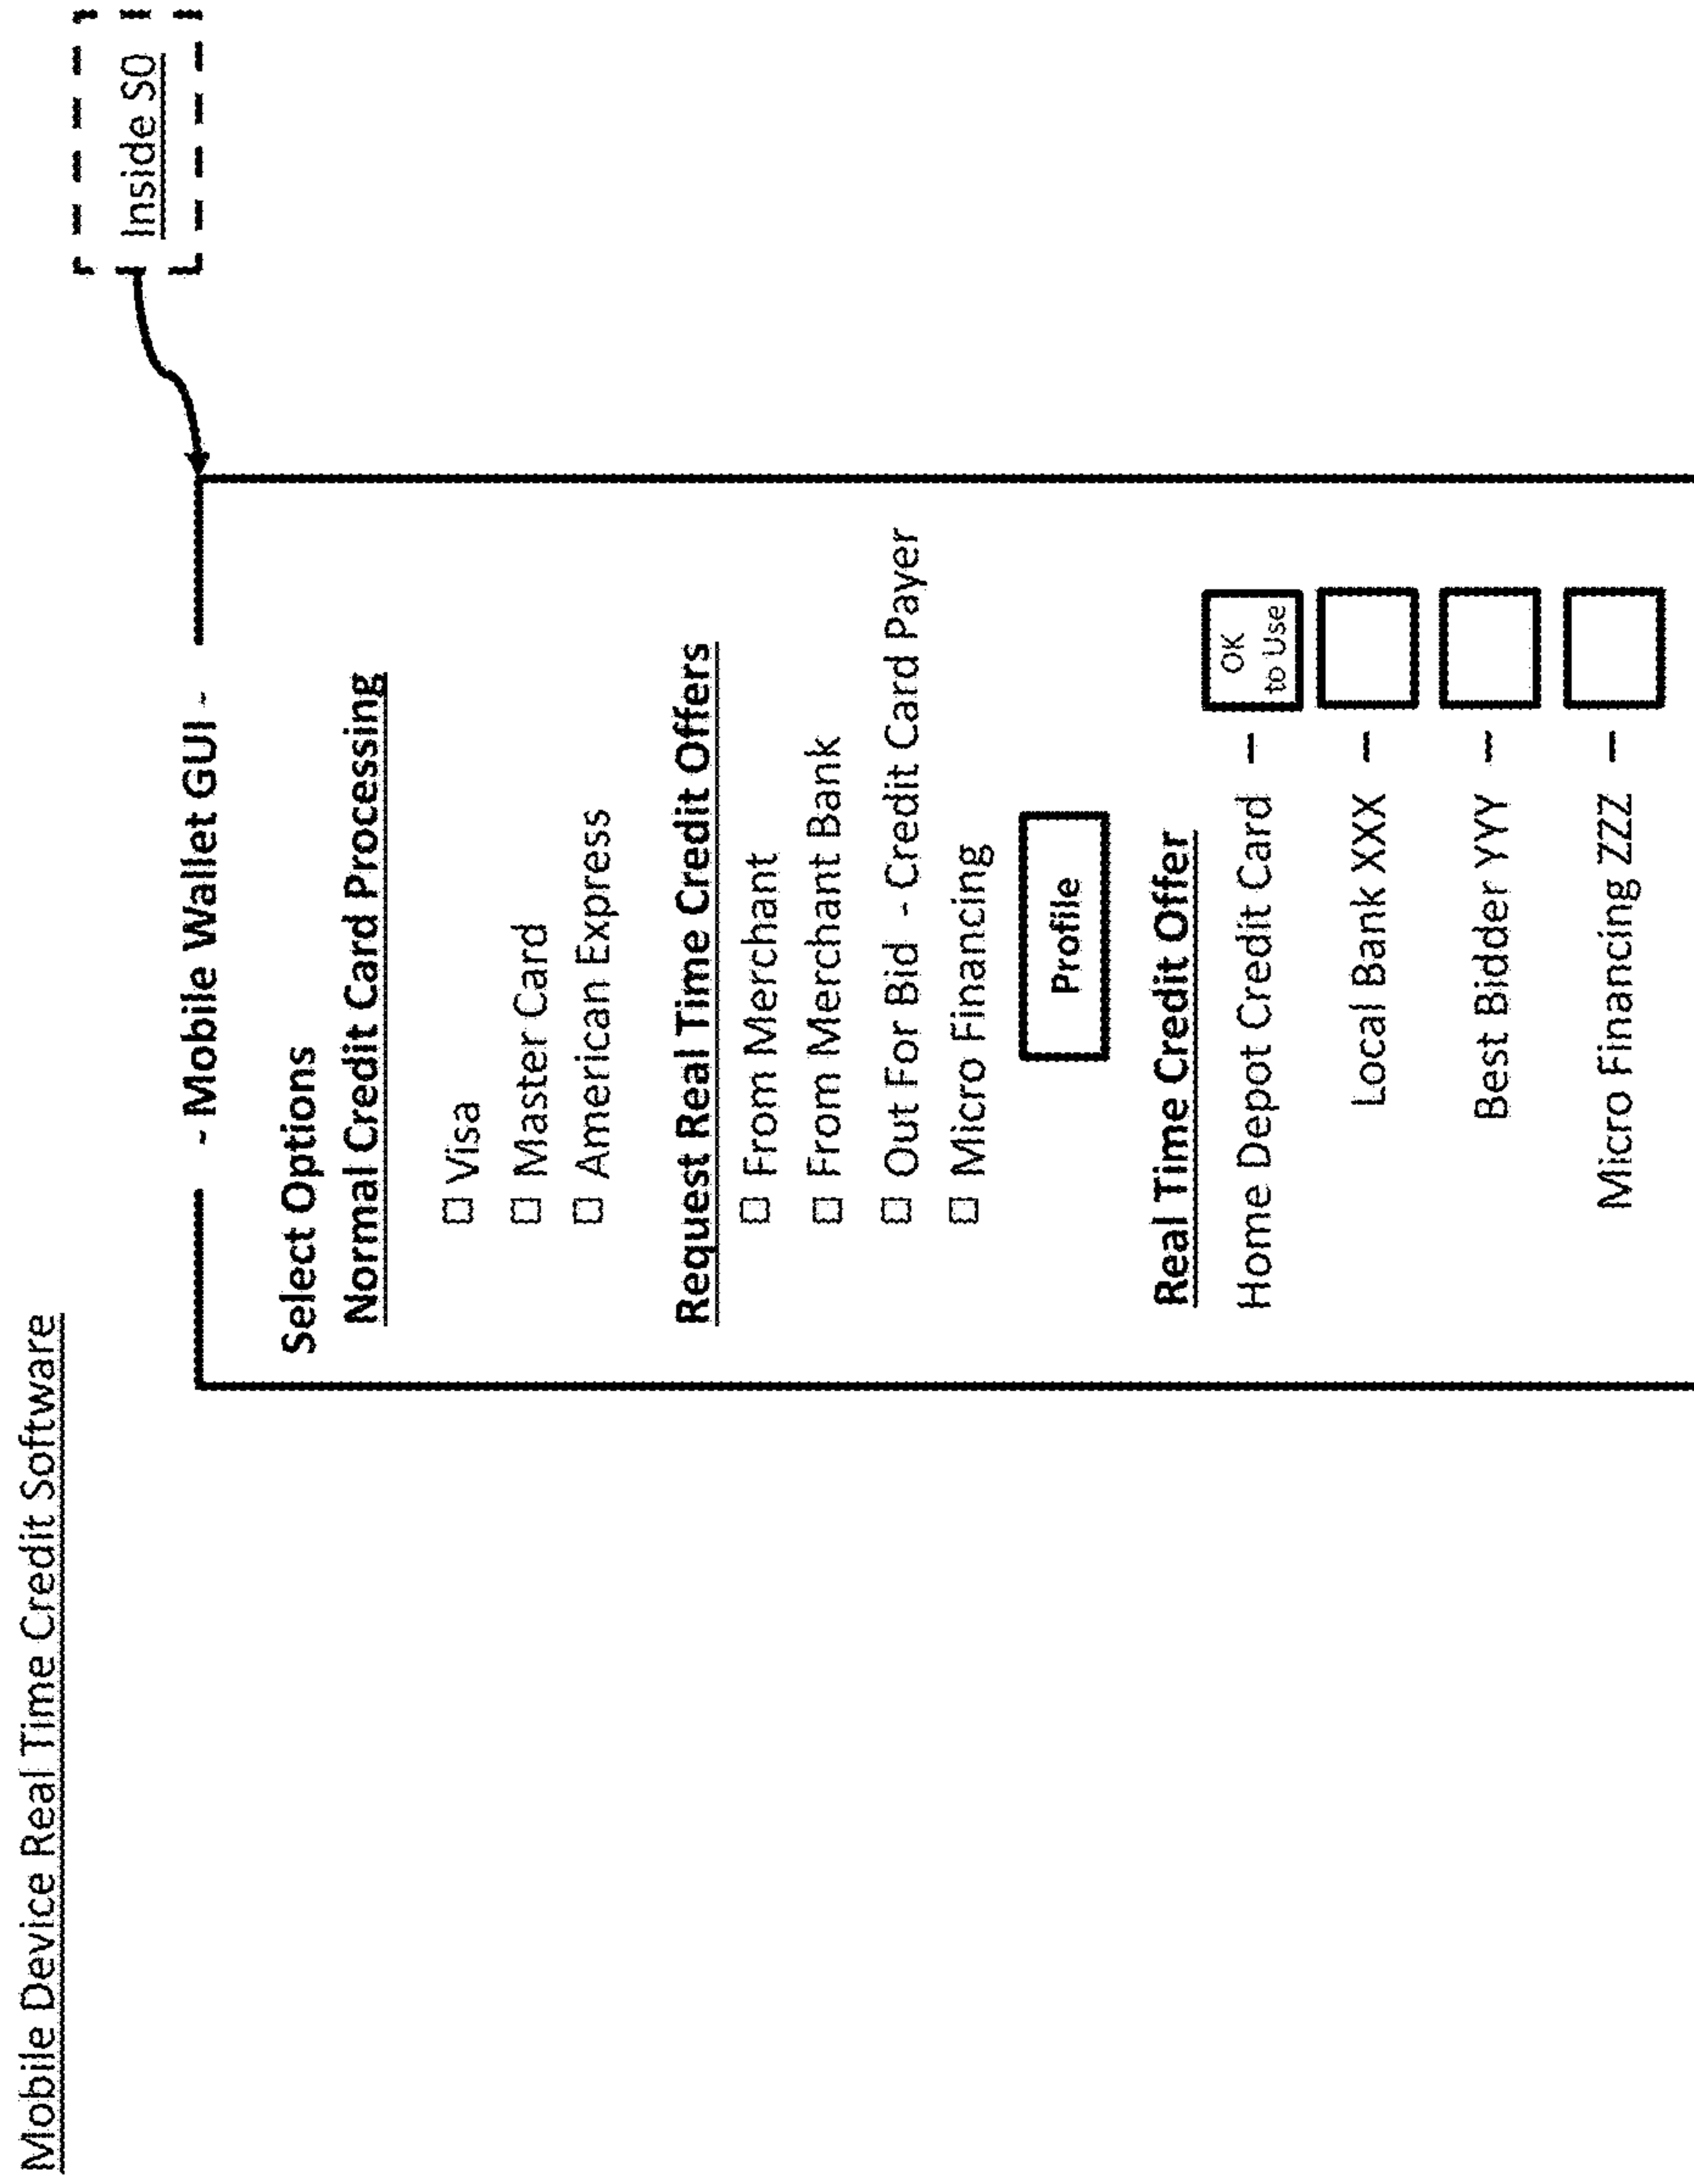 Mobile Device Real Time Credit Software
Inside S0
- Mobile Wallet GUI -
Select Options
Normal Credit Card Processing
☐ Visa
☐ Master Card
☐ American Express
Request Real Time Credit Offers
☐ From Merchant
☐ From Merchant Bank
☐ Out For Bid - Credit Card Payer
☐ Micro Financing
Profile
Real Time Credit Offer
Home Depot Credit Card –
OK
to Use
Local Bank XXX –
Best Bidder YYY –
Micro Financing ZZZ –